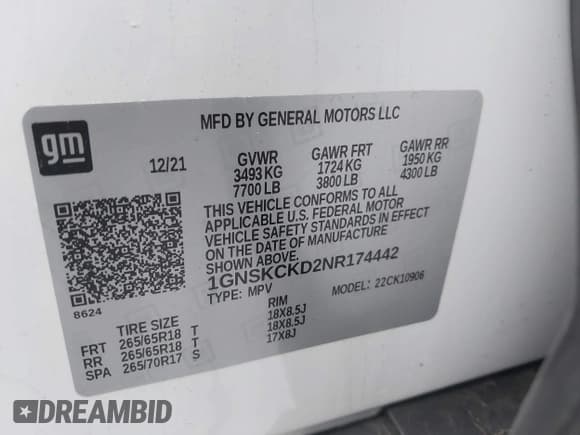 gm
MFD BY GENERAL MOTORS LLC
12/21 GVWR GAWR FRT GAWR RR
3493 KG 1724 KG 1950 KG
7700 LB 3800 LB 4300 LB
THIS VEHICLE CONFORMS TO ALL
APPLICABLE U.S. FEDERAL MOTOR
VEHICLE SAFETY STANDARDS IN EFFECT
ON THE DATE OF MANUFACTURE
SHOWN ABOVE.
1GNSKCKD2NR174442
TYPE: MPV MODEL: 22CK10906
8624
TIRE SIZE RIM
FRT 265/65R18 T 18X8.5J
RR 265/65R18 T 18X8.5J
SPA 265/70R17 S 17X8J
DREAMBID